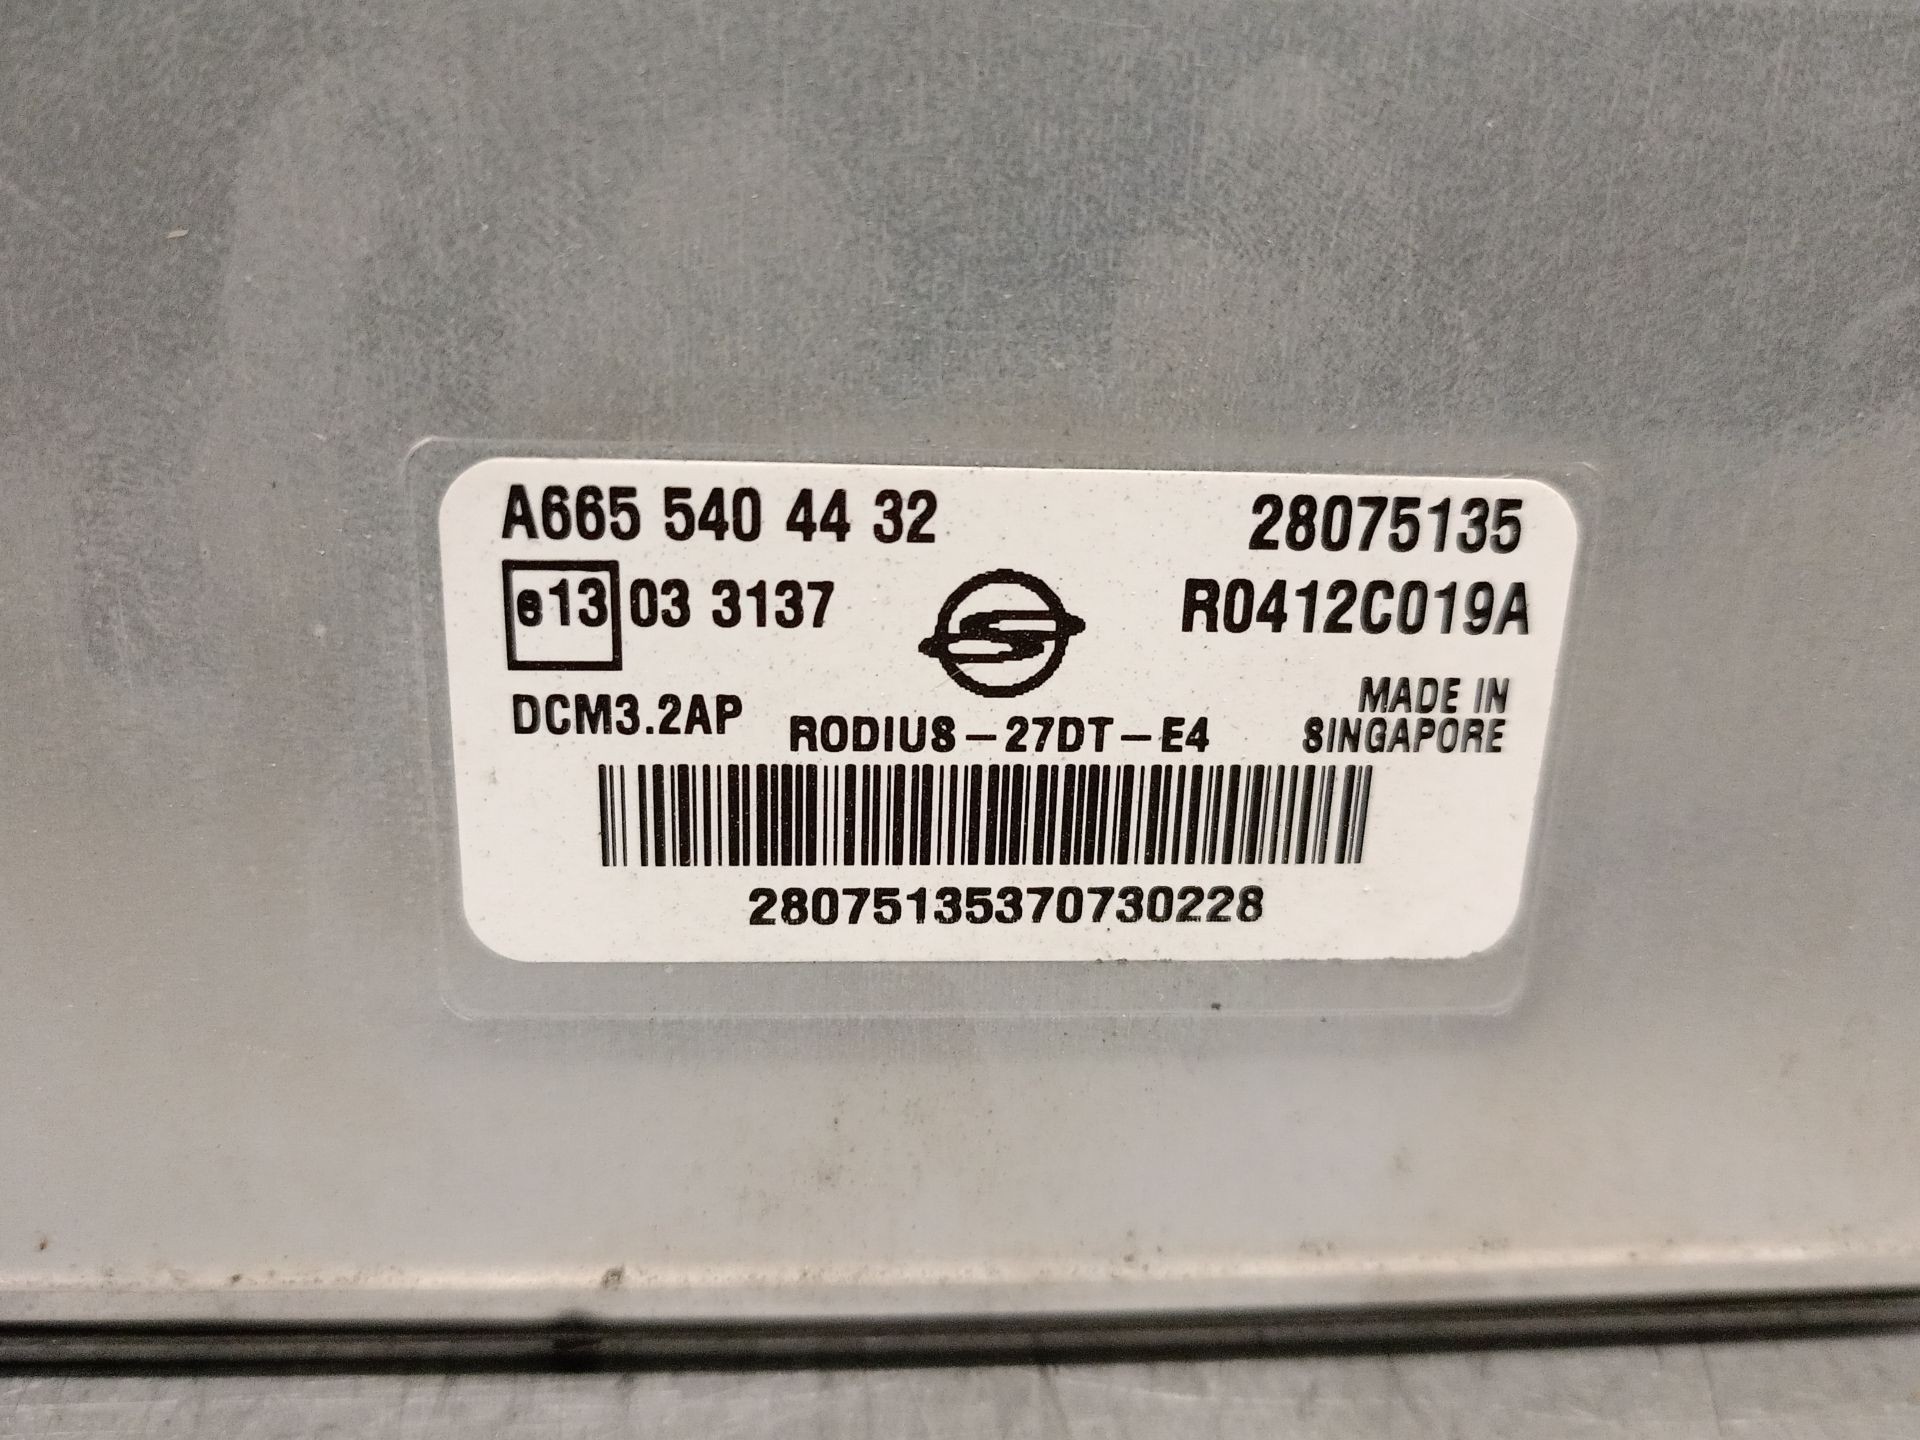 A665 540 44 32 28075135
e13 03 3137 R0412C019A
DCM3.2AP RODIUS-27DT-E4 MADE IN
SINGAPORE
28075135370730228